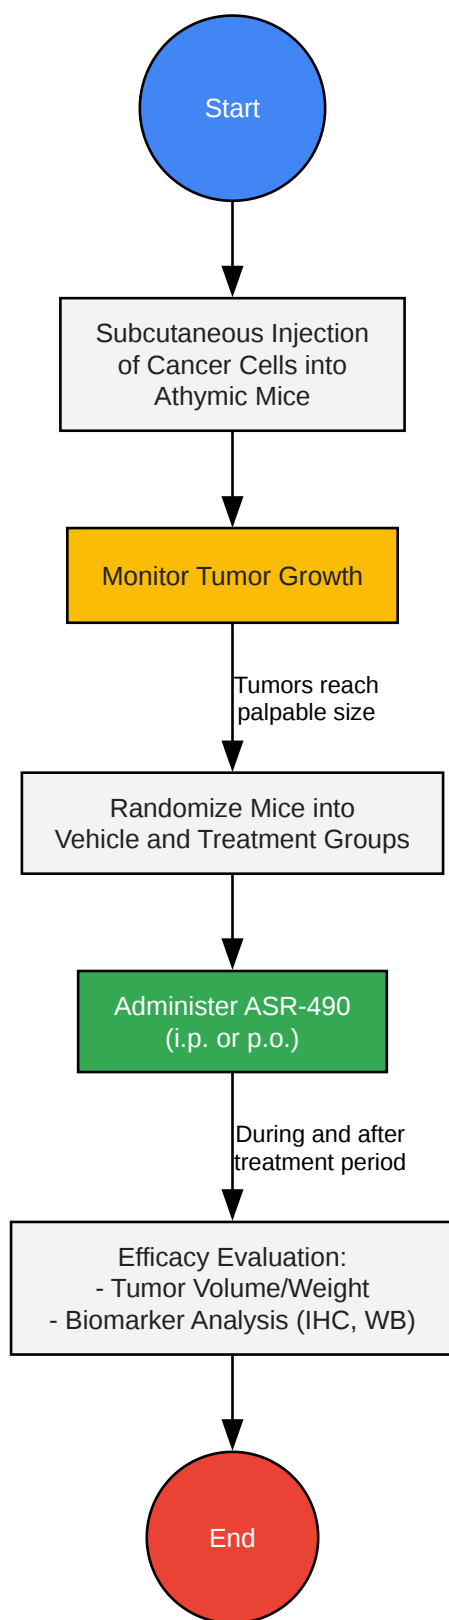 Start
Subcutaneous Injection
of Cancer Cells into
Athymic Mice
Monitor Tumor Growth
Tumors reach
palpable size
Randomize Mice into
Vehicle and Treatment Groups
Administer ASR-490
(i.p. or p.o.)
During and after
treatment period
Efficacy Evaluation:
- Tumor Volume/Weight
- Biomarker Analysis (IHC, WB)
End